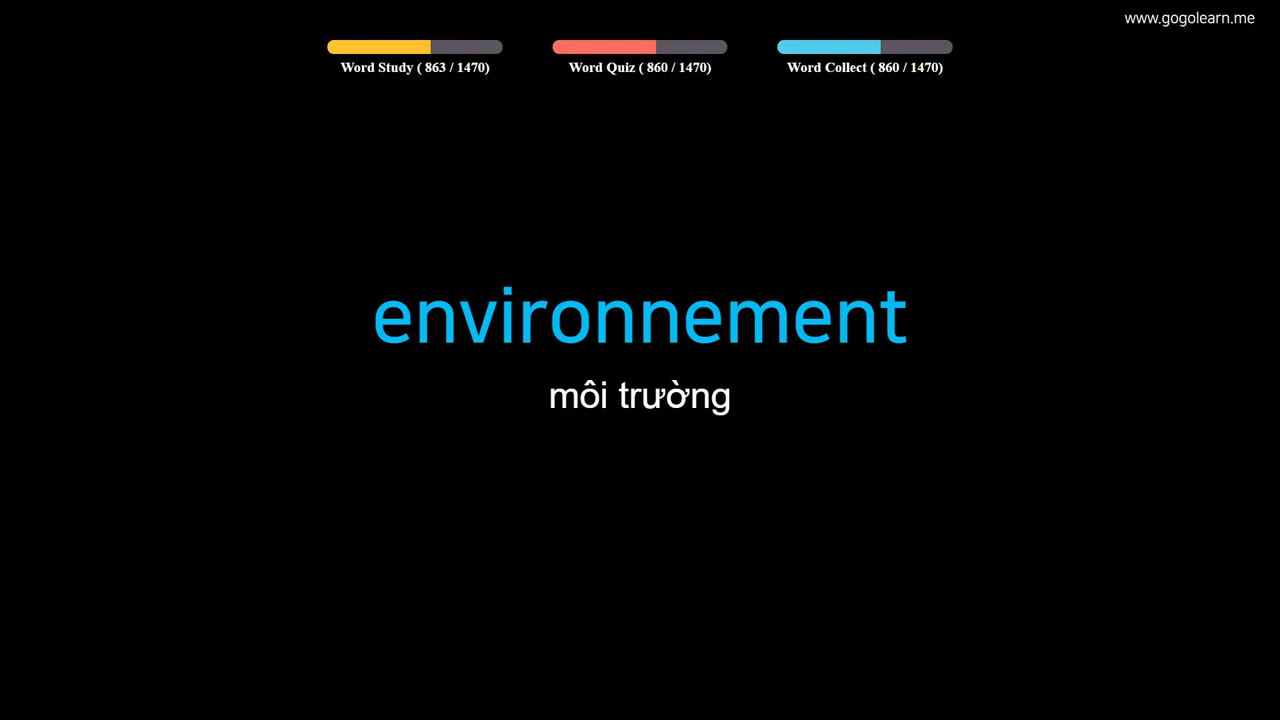 www.gogolearn.me
Word Study ( 863 / 1470)
Word Quiz ( 860 / 1470)
Word Collect ( 860 / 1470)
environnement
môi trường